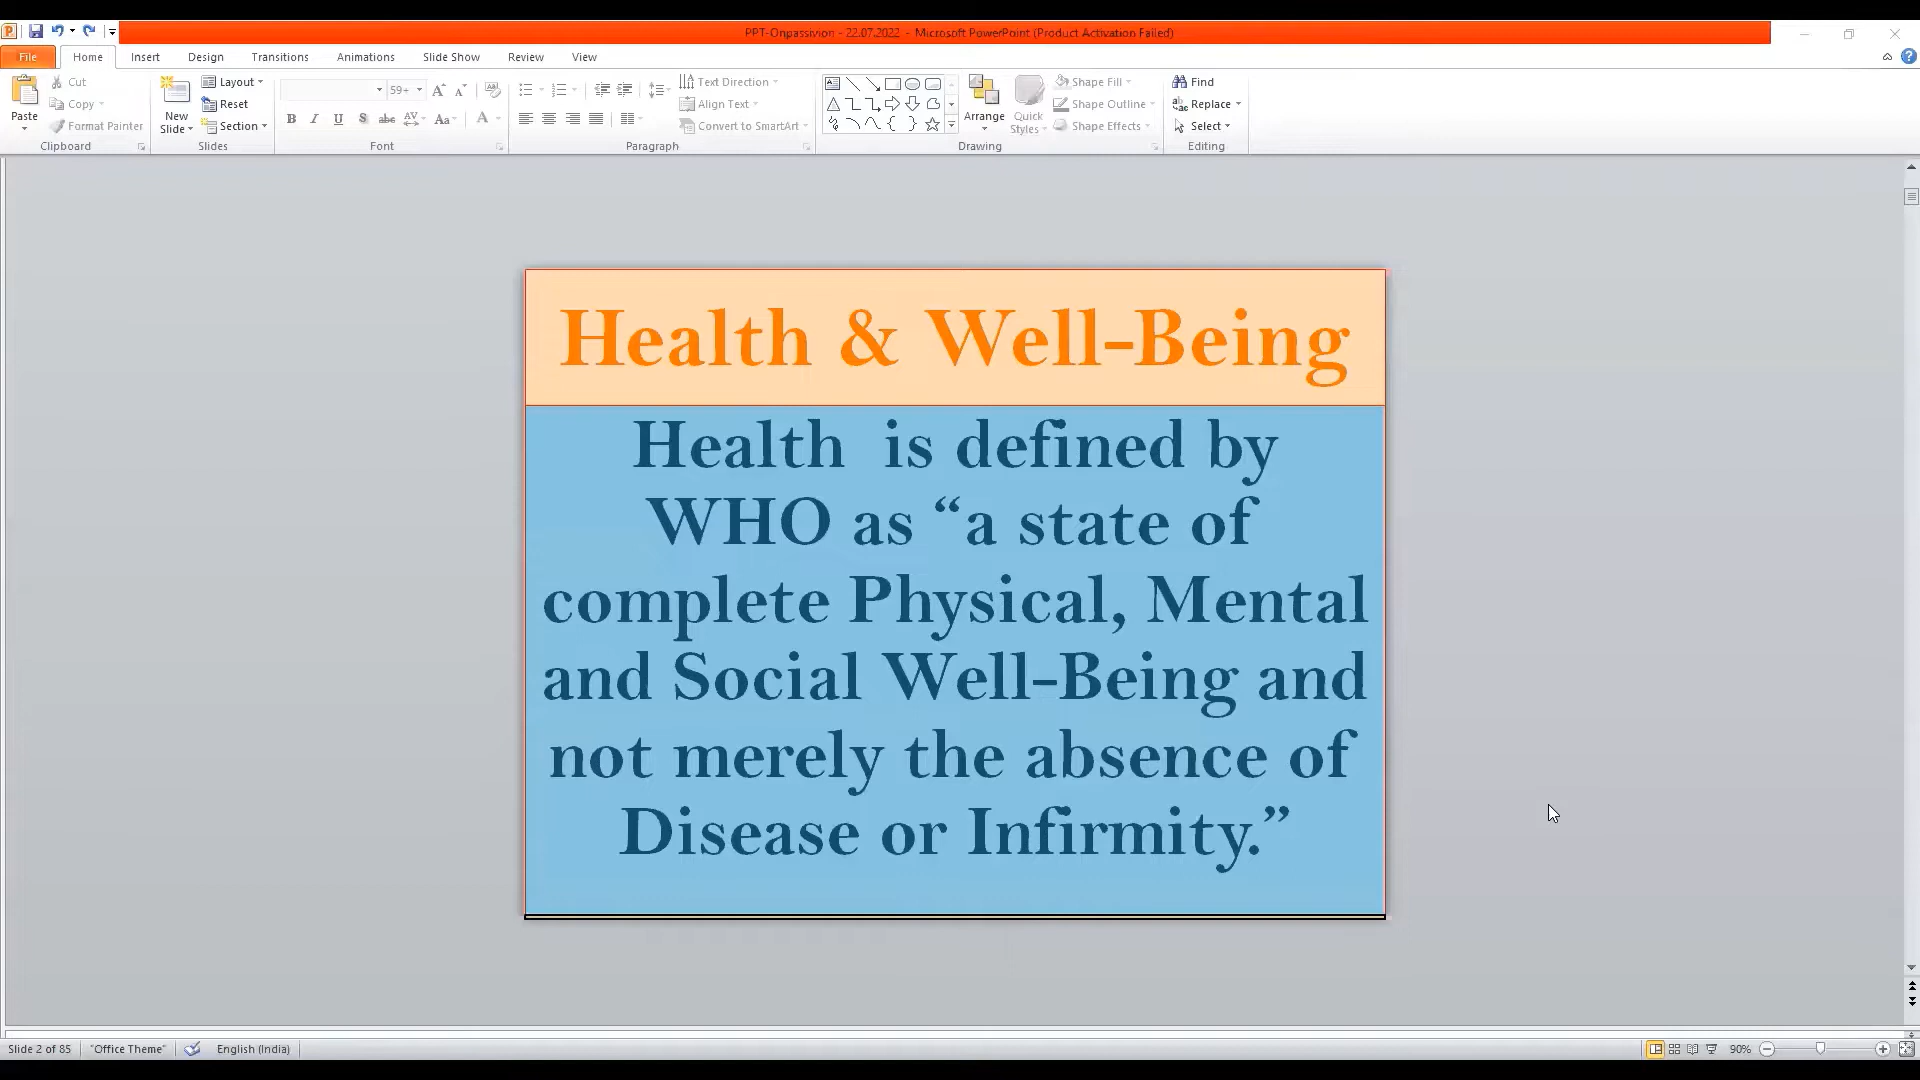 PPT-Onpassivion - 22.07.2022 - Microsoft PowerPoint (Product Activation Failed)
File Home Insert Design Transitions Animations Slide Show Review View
Paste
Cut
Copy
Format Painter
Clipboard
New Slide
Layout
Reset
Section
Slides
59+
Font
Text Direction
Align Text
Convert to SmartArt
Paragraph
Arrange
Quick Styles
Shape Fill
Shape Outline
Shape Effects
Drawing
Find
Replace
Select
Editing
Health & Well-Being
Health is defined by
WHO as “a state of
complete Physical, Mental
and Social Well-Being and
not merely the absence of
Disease or Infirmity.”
Slide 2 of 85 "Office Theme" English (India) 90%